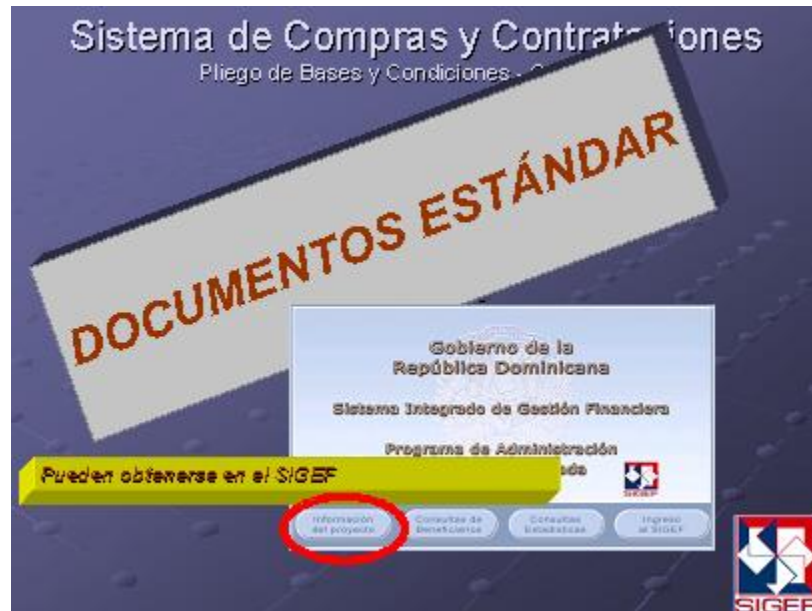 Sistema de Compras y Contrataciones
Pliego de Bases y Condiciones -
DOCUMENTOS ESTÁNDAR
Gobierno de la
República Dominicana
Sistema Integrado de Gestión Financiera
Programa de Administración
Pueden obtenerse en el SIGEF
SIGEF
Información
del proyecto
Consultas de
Beneficiarios
Consultas
Estadísticas
Ingreso
al SIGEF
SIGEF